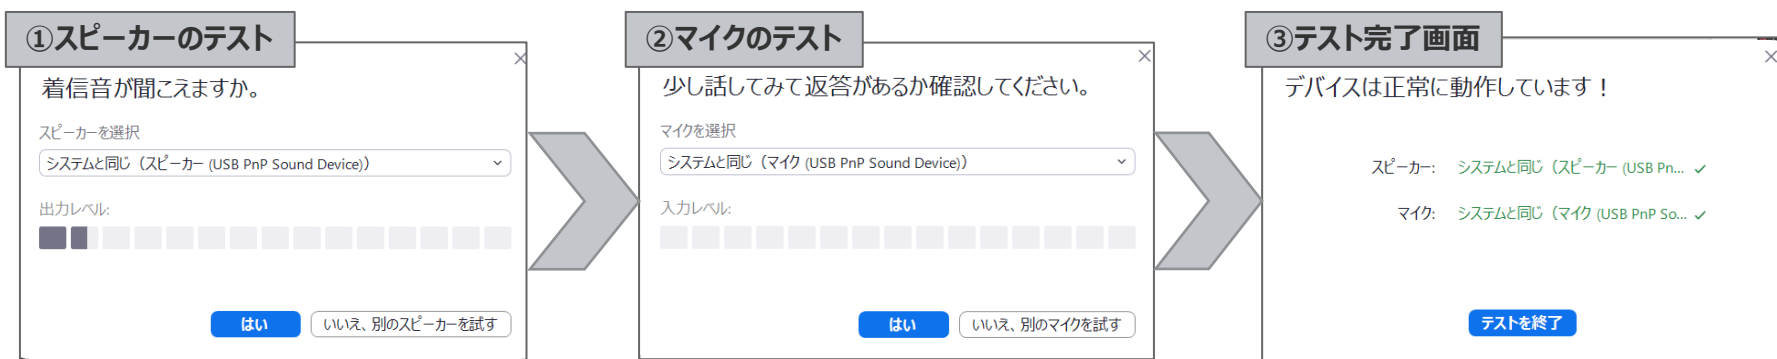 ①スピーカーのテスト
着信音が聞こえますか。
スピーカーを選択
システムと同じ（スピーカー (USB PnP Sound Device)）
出力レベル:
はい
いいえ、別のスピーカーを試す
②マイクのテスト
少し話してみて返答があるか確認してください。
マイクを選択
システムと同じ（マイク (USB PnP Sound Device)）
入力レベル:
はい
いいえ、別のマイクを試す
③テスト完了画面
デバイスは正常に動作しています！
スピーカー: システムと同じ（スピーカー (USB Pn...
マイク: システムと同じ（マイク (USB PnP So...
テストを終了